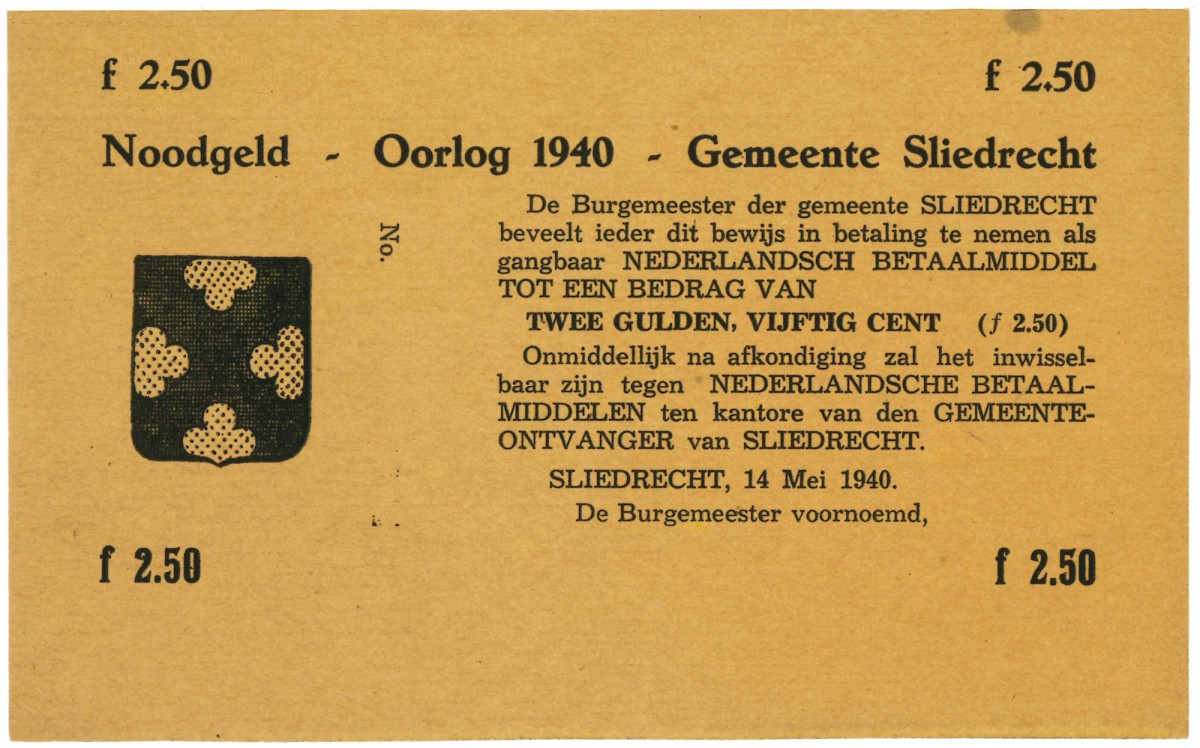 f 2.50 f 2.50
Noodgeld - Oorlog 1940 - Gemeente Sliedrecht
No.
De Burgemeester der gemeente SLIEDRECHT
beveelt ieder dit bewijs in betaling te nemen als
gangbaar NEDERLANDSCH BETAALMIDDEL
TOT EEN BEDRAG VAN
TWEE GULDEN, VIJFTIG CENT (f 2.50)
Onmiddellijk na afkondiging zal het inwissel-
baar zijn tegen NEDERLANDSCHE BETAAL-
MIDDELEN ten kantore van den GEMEENTE-
ONTVANGER van SLIEDRECHT.
SLIEDRECHT, 14 Mei 1940.
De Burgemeester voornoemd,
f 2.50 f 2.50